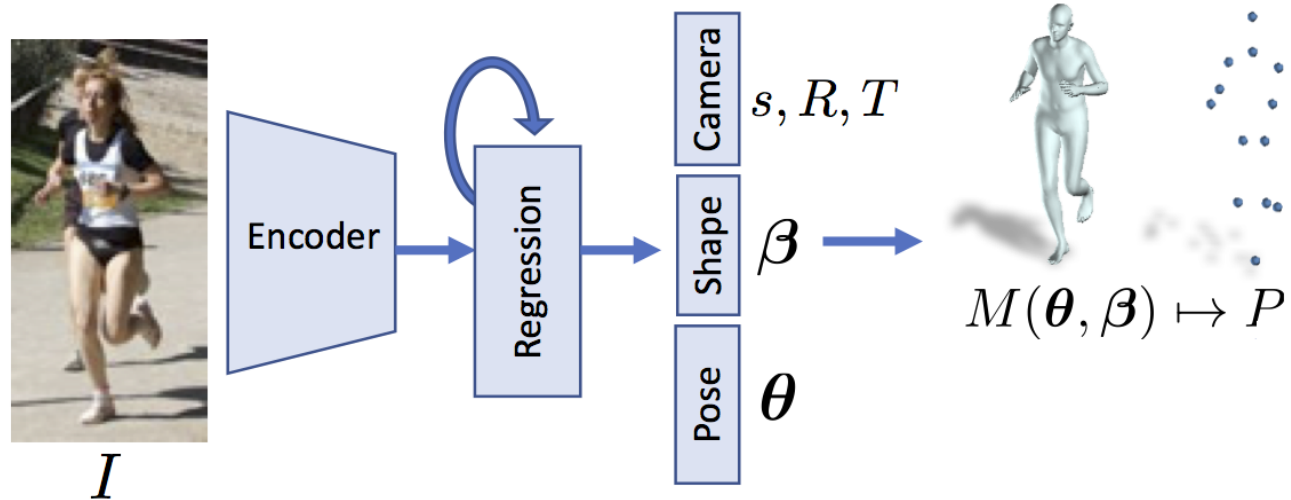 I
Encoder
Regression
Camera
s, R, T
Shape
β
Pose
θ
M(θ, β) ↦ P